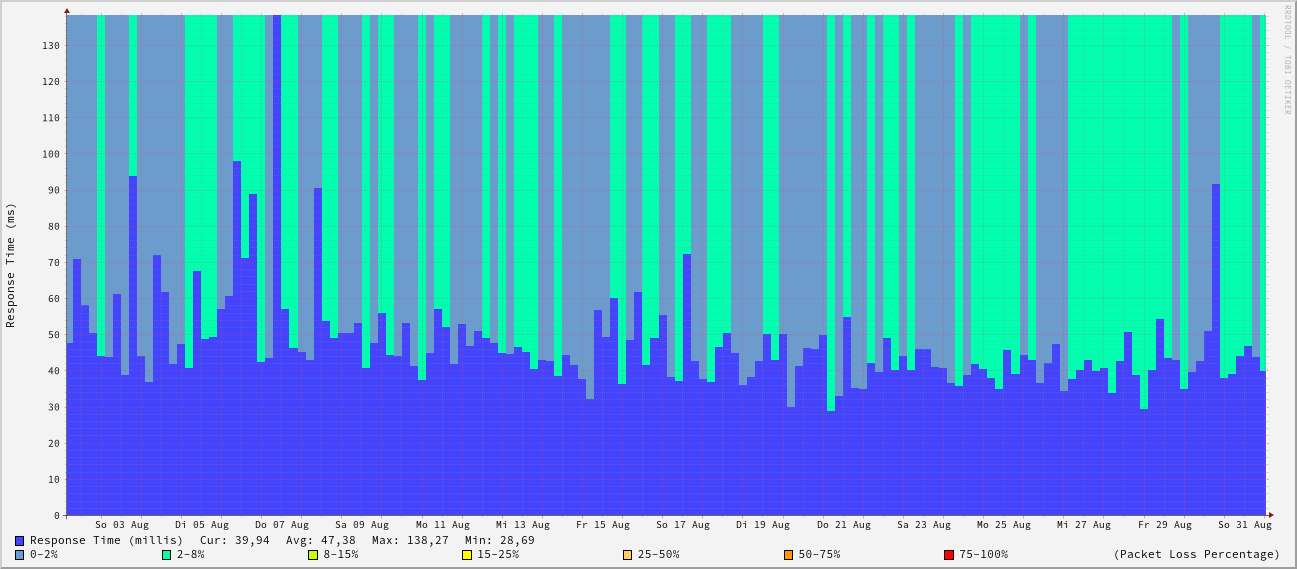 RRDTOOL / TOBI OETIKER
Response Time (ms)
130
120
110
100
90
80
70
60
50
40
30
20
10
0
So 03 Aug Di 05 Aug Do 07 Aug Sa 09 Aug Mo 11 Aug Mi 13 Aug Fr 15 Aug So 17 Aug Di 19 Aug Do 21 Aug Sa 23 Aug Mo 25 Aug Mi 27 Aug Fr 29 Aug So 31 Aug
Response Time (millis) Cur: 39,94 Avg: 47,38 Max: 138,27 Min: 28,69
0-2% 2-8% 8-15% 15-25% 25-50% 50-75% 75-100% (Packet Loss Percentage)